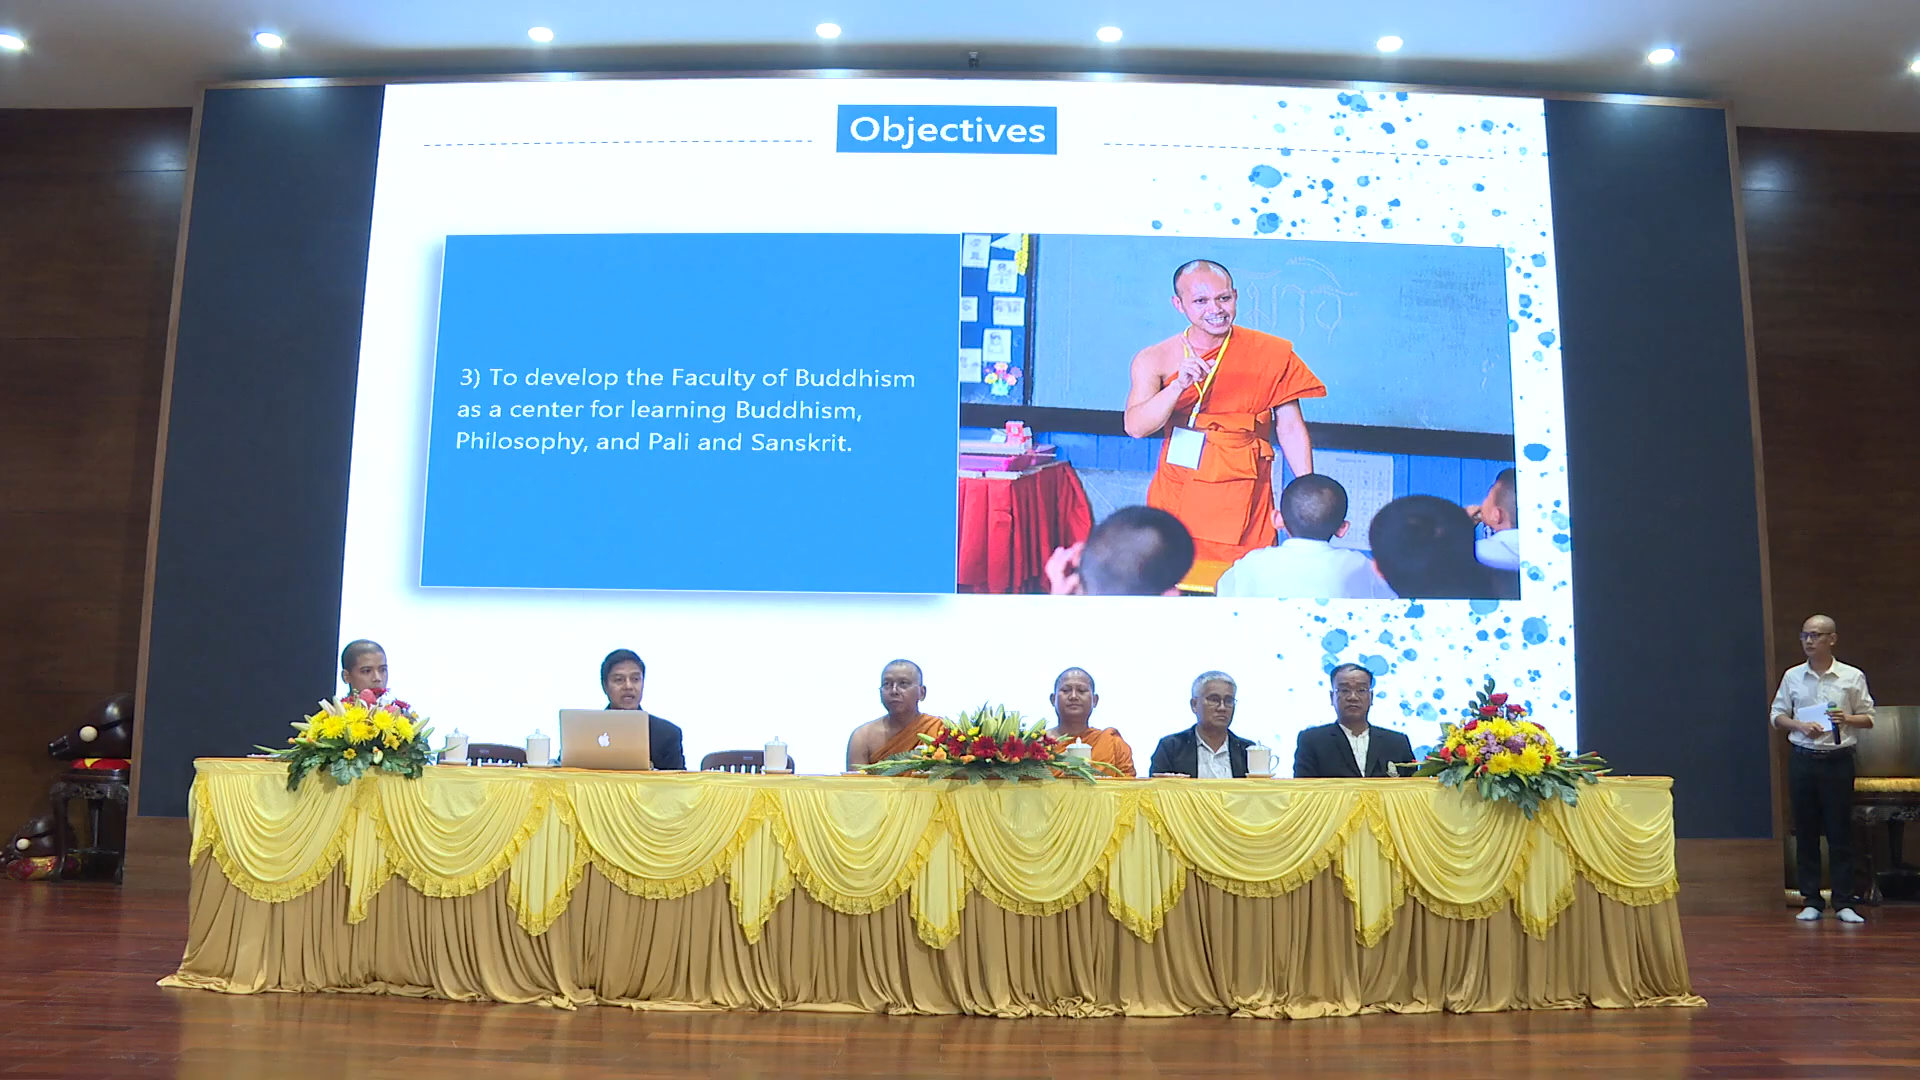 Objectives
3) To develop the Faculty of Buddhism
as a center for learning Buddhism,
Philosophy, and Pali and Sanskrit.